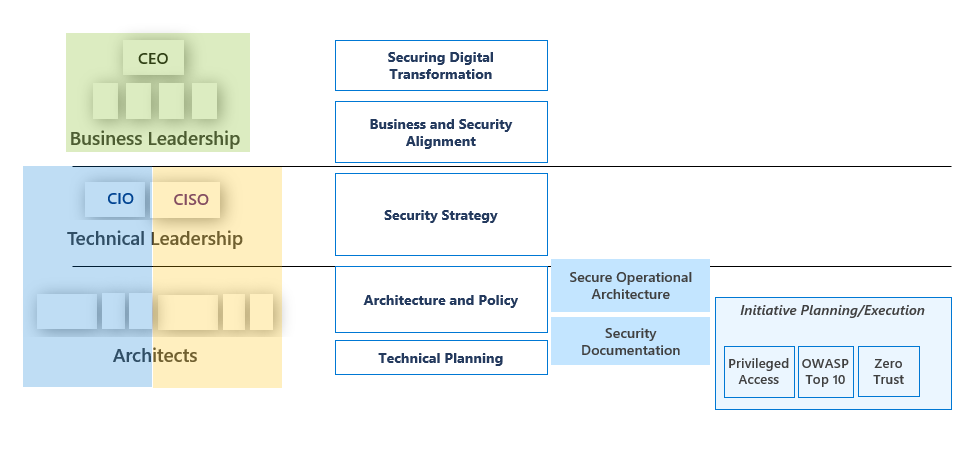 CEO
Business Leadership
Securing Digital
Transformation
Business and Security
Alignment
CIO
CISO
Technical Leadership
Security Strategy
Architects
Architecture and Policy
Technical Planning
Secure Operational
Architecture
Security
Documentation
Initiative Planning/Execution
Privileged
Access
OWASP
Top 10
Zero
Trust